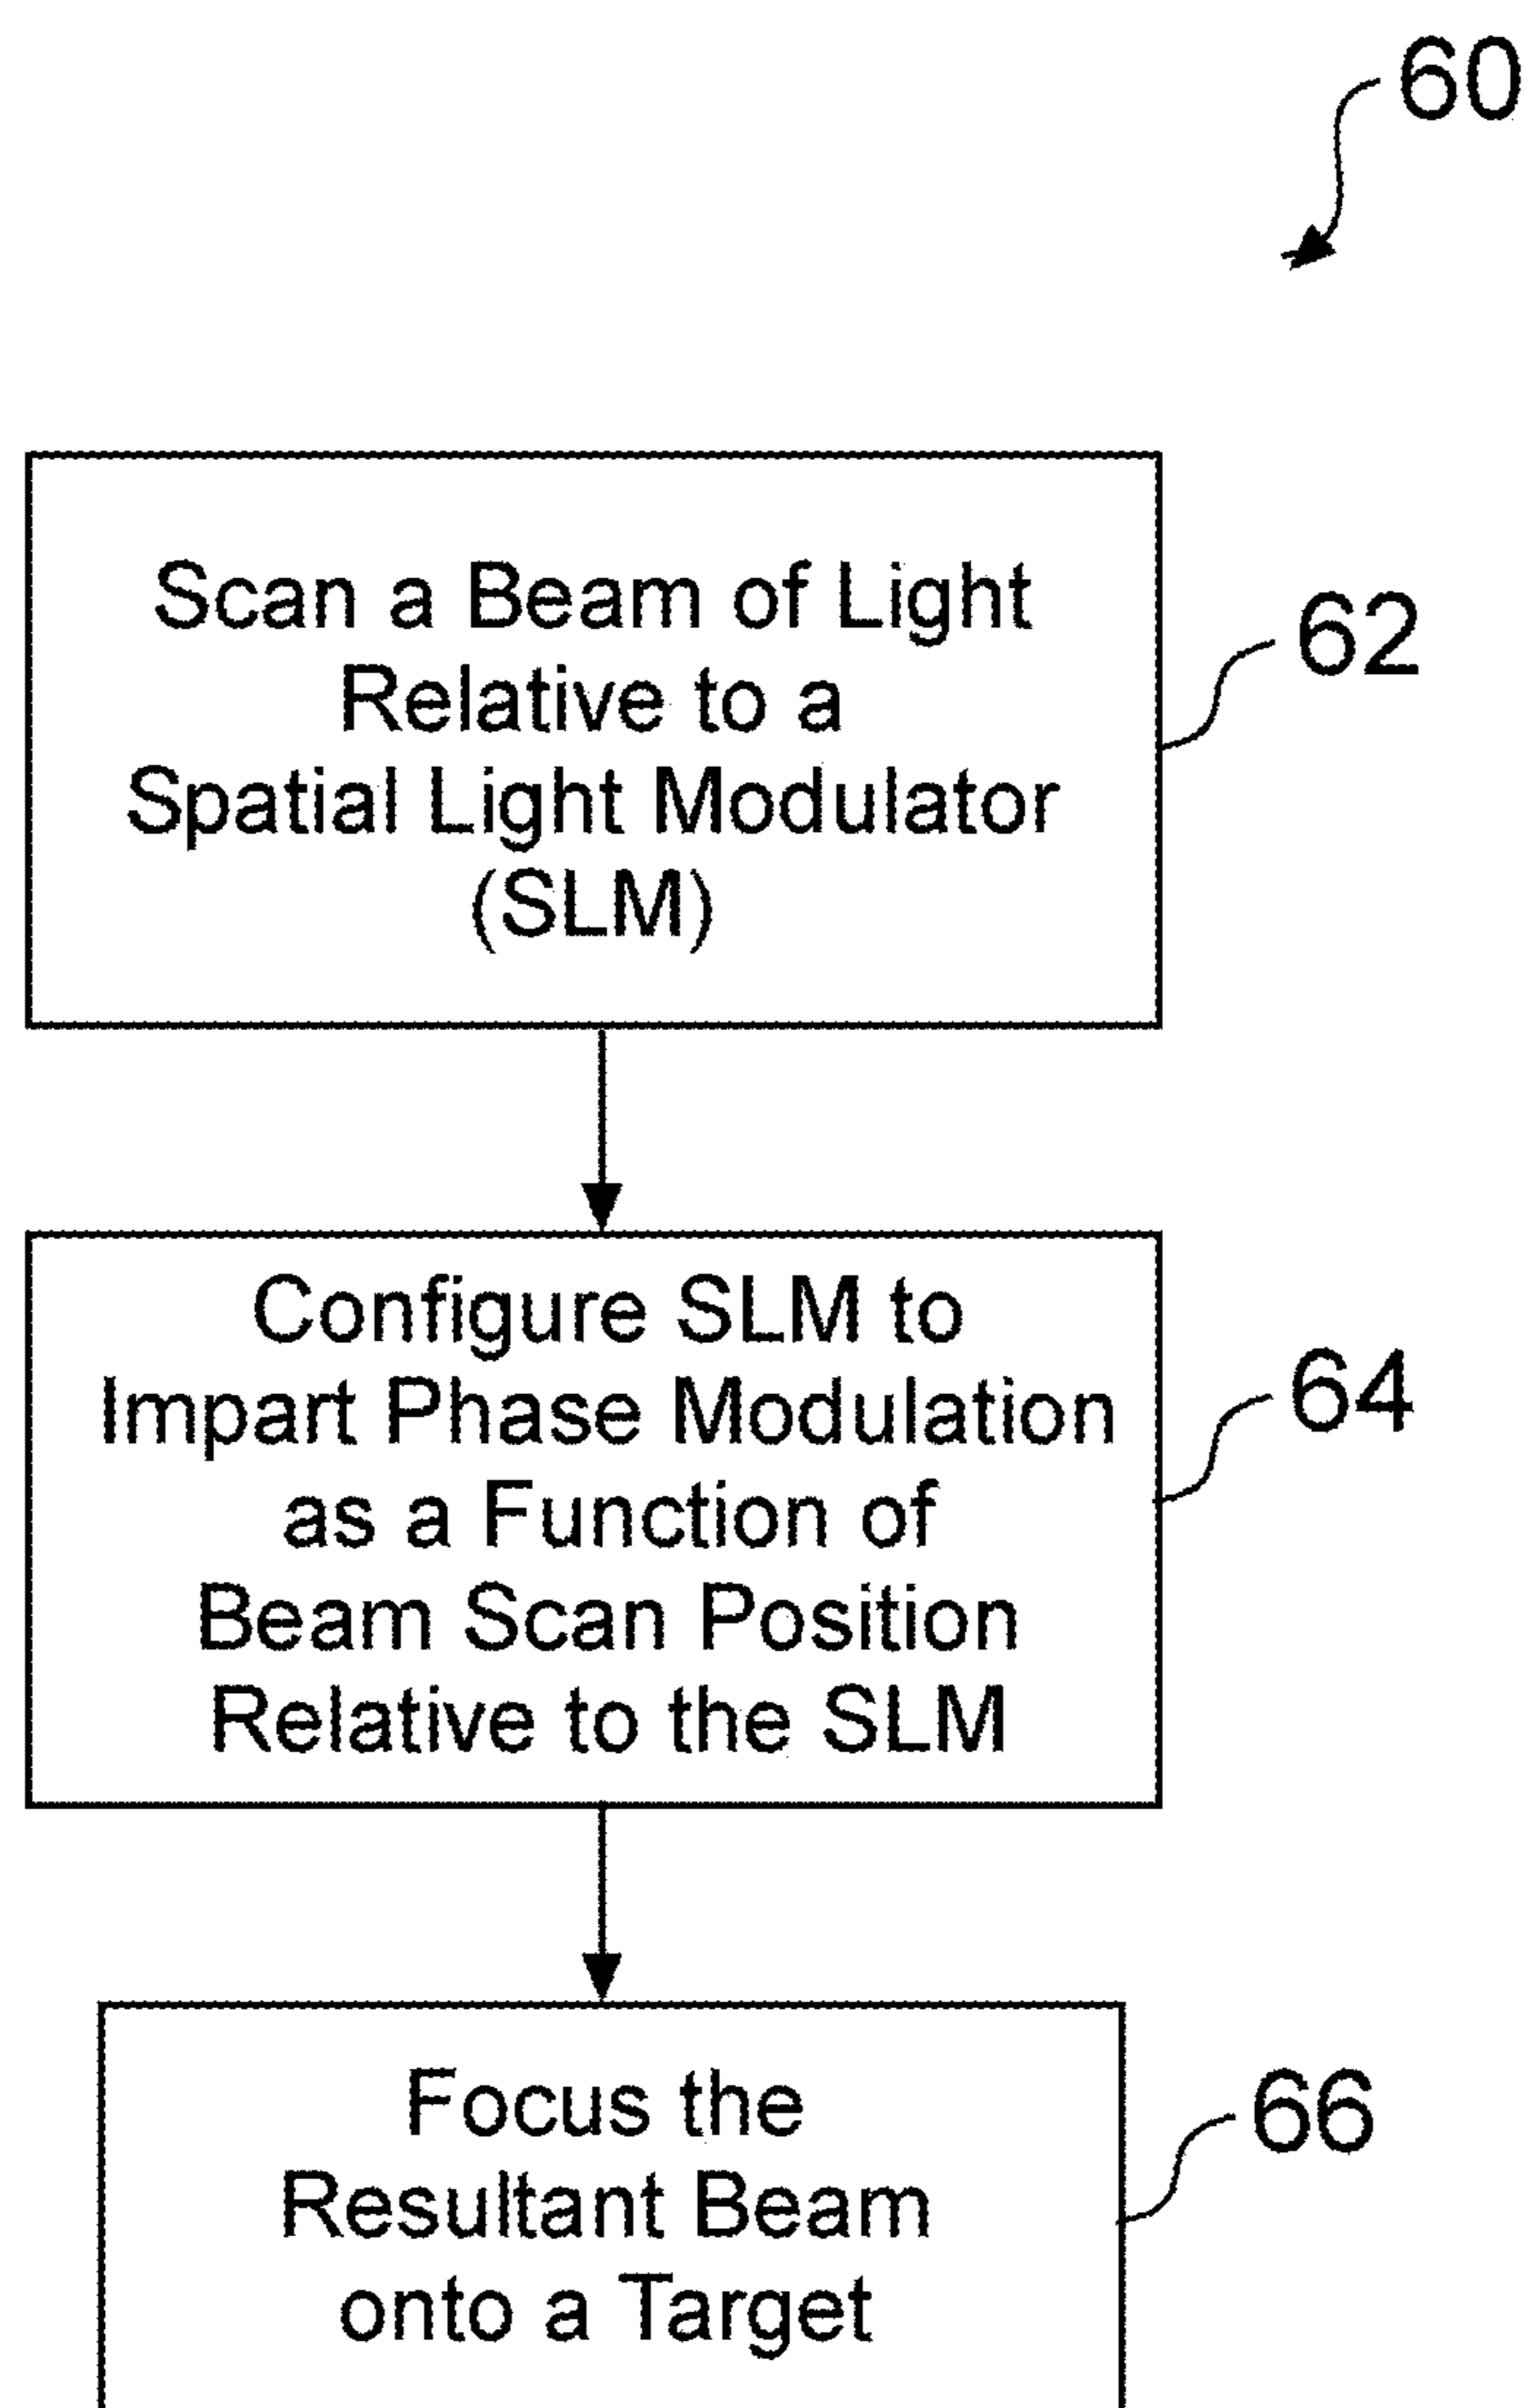 60
Scan a Beam of Light
Relative to a
Spatial Light Modulator
(SLM)
62
Configure SLM to
Impart Phase Modulation
as a Function of
Beam Scan Position
Relative to the SLM
64
Focus the
Resultant Beam
onto a Target
66